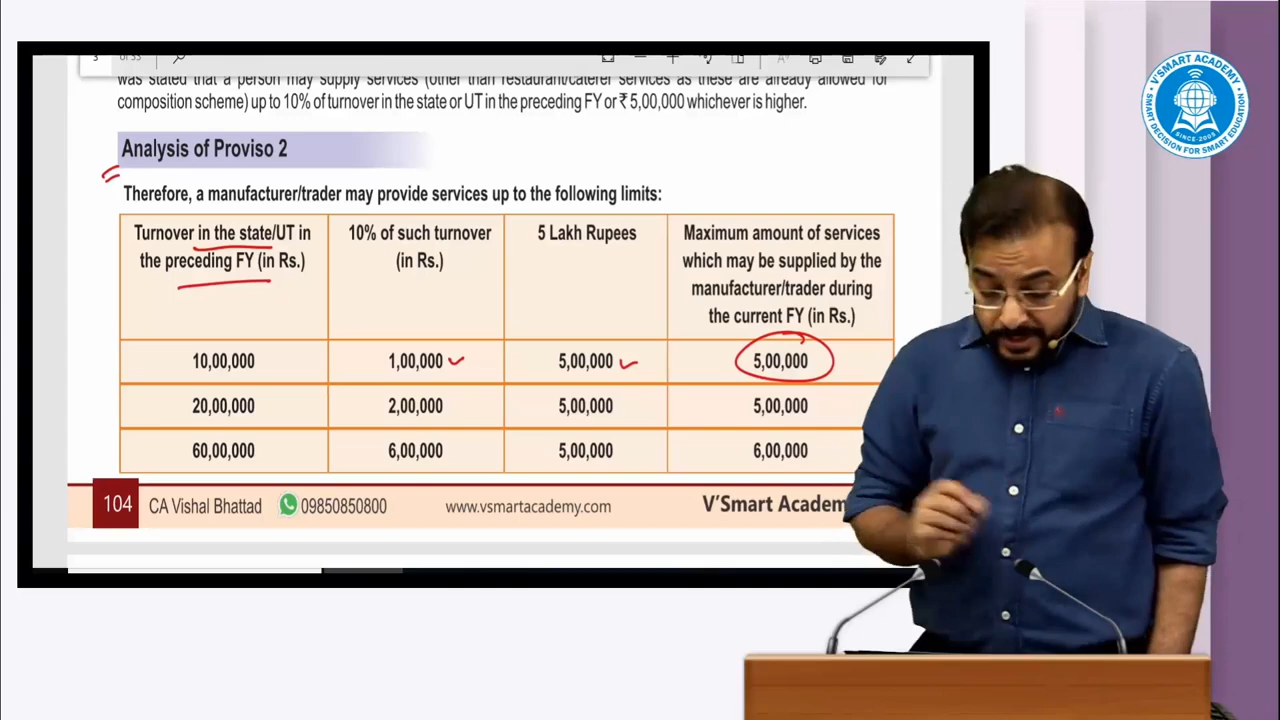 3 of 33
was stated that a person may supply services (other than restaurant/caterer services as these are already allowed for
composition scheme) up to 10% of turnover in the state or UT in the preceding FY or ₹ 5,00,000 whichever is higher.
Analysis of Proviso 2
Therefore, a manufacturer/trader may provide services up to the following limits:
Turnover in the state/UT in
the preceding FY (in Rs.)
10% of such turnover
(in Rs.)
5 Lakh Rupees
Maximum amount of services
which may be supplied by the
manufacturer/trader during
the current FY (in Rs.)
10,00,000 1,00,000 5,00,000 5,00,000
20,00,000 2,00,000 5,00,000 5,00,000
60,00,000 6,00,000 5,00,000 6,00,000
104 CA Vishal Bhattad 09850850800 www.vsmartacademy.com V'Smart Academ
V'SMART ACADEMY
SINCE-2005
SMART DECISION FOR SMART EDUCATION